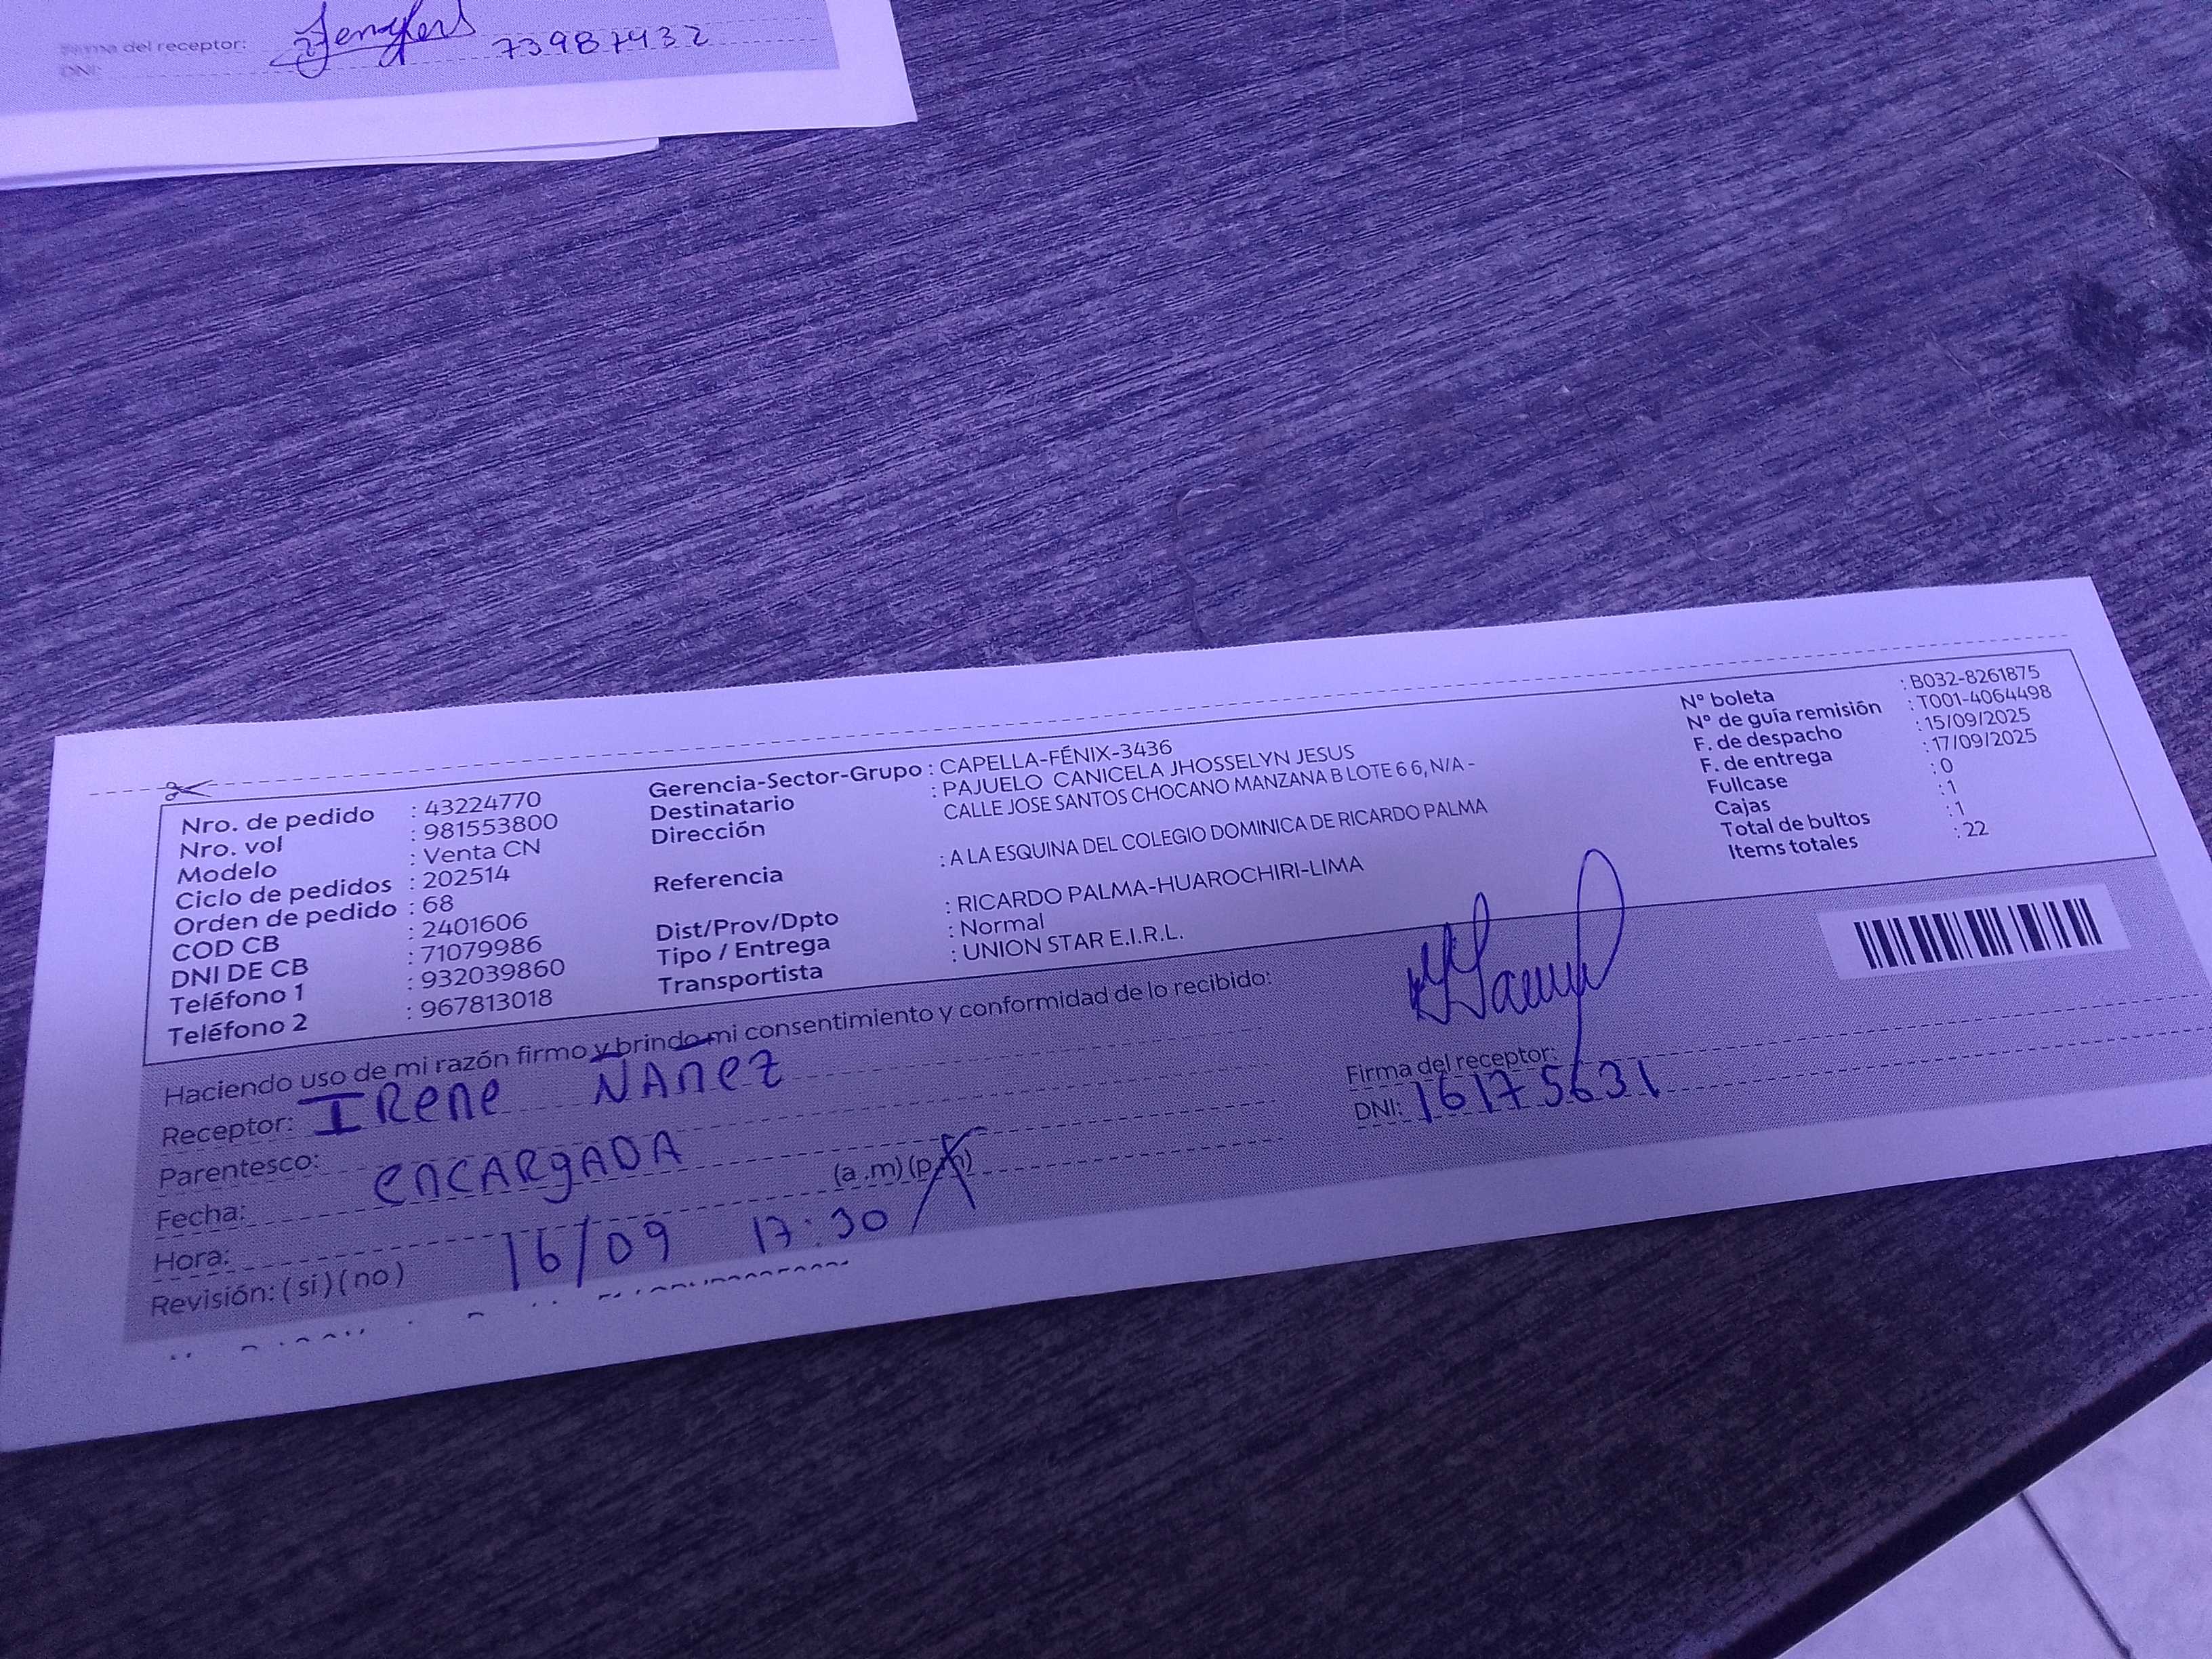 Firma del receptor:
DNI: 73987432
Nro. de pedido : 43224770
Nro. vol : 981553800
Modelo : Venta CN
Ciclo de pedidos : 202514
Orden de pedido : 68
COD CB : 2401606
DNI DE CB : 71079986
Teléfono 1 : 932039860
Teléfono 2 : 967813018
Gerencia-Sector-Grupo : CAPELLA-FÉNIX-3436
Destinatario : PAJUELO CANICELA JHOSSELYN JESUS
Dirección CALLE JOSE SANTOS CHOCANO MANZANA B LOTE 6 6, N/A -
Referencia : A LA ESQUINA DEL COLEGIO DOMINICA DE RICARDO PALMA
Dist/Prov/Dpto : RICARDO PALMA-HUAROCHIRI-LIMA
Tipo / Entrega : Normal
Transportista : UNION STAR E.I.R.L.
N° boleta : B032-8261875
N° de guía remisión : T001-4064498
F. de despacho : 15/09/2025
F. de entrega : 17/09/2025
Fullcase : 0
Cajas : 1
Total de bultos : 1
Items totales : 22
Haciendo uso de mi razón firmo y brindo mi consentimiento y conformidad de lo recibido:
Receptor: IRene ÑAñez
Parentesco: encARgADA
Fecha:
Hora: (a .m) (p.m)
Revisión: ( si ) ( no ) 16/09 17:30
Firma del receptor:
DNI: 16175631